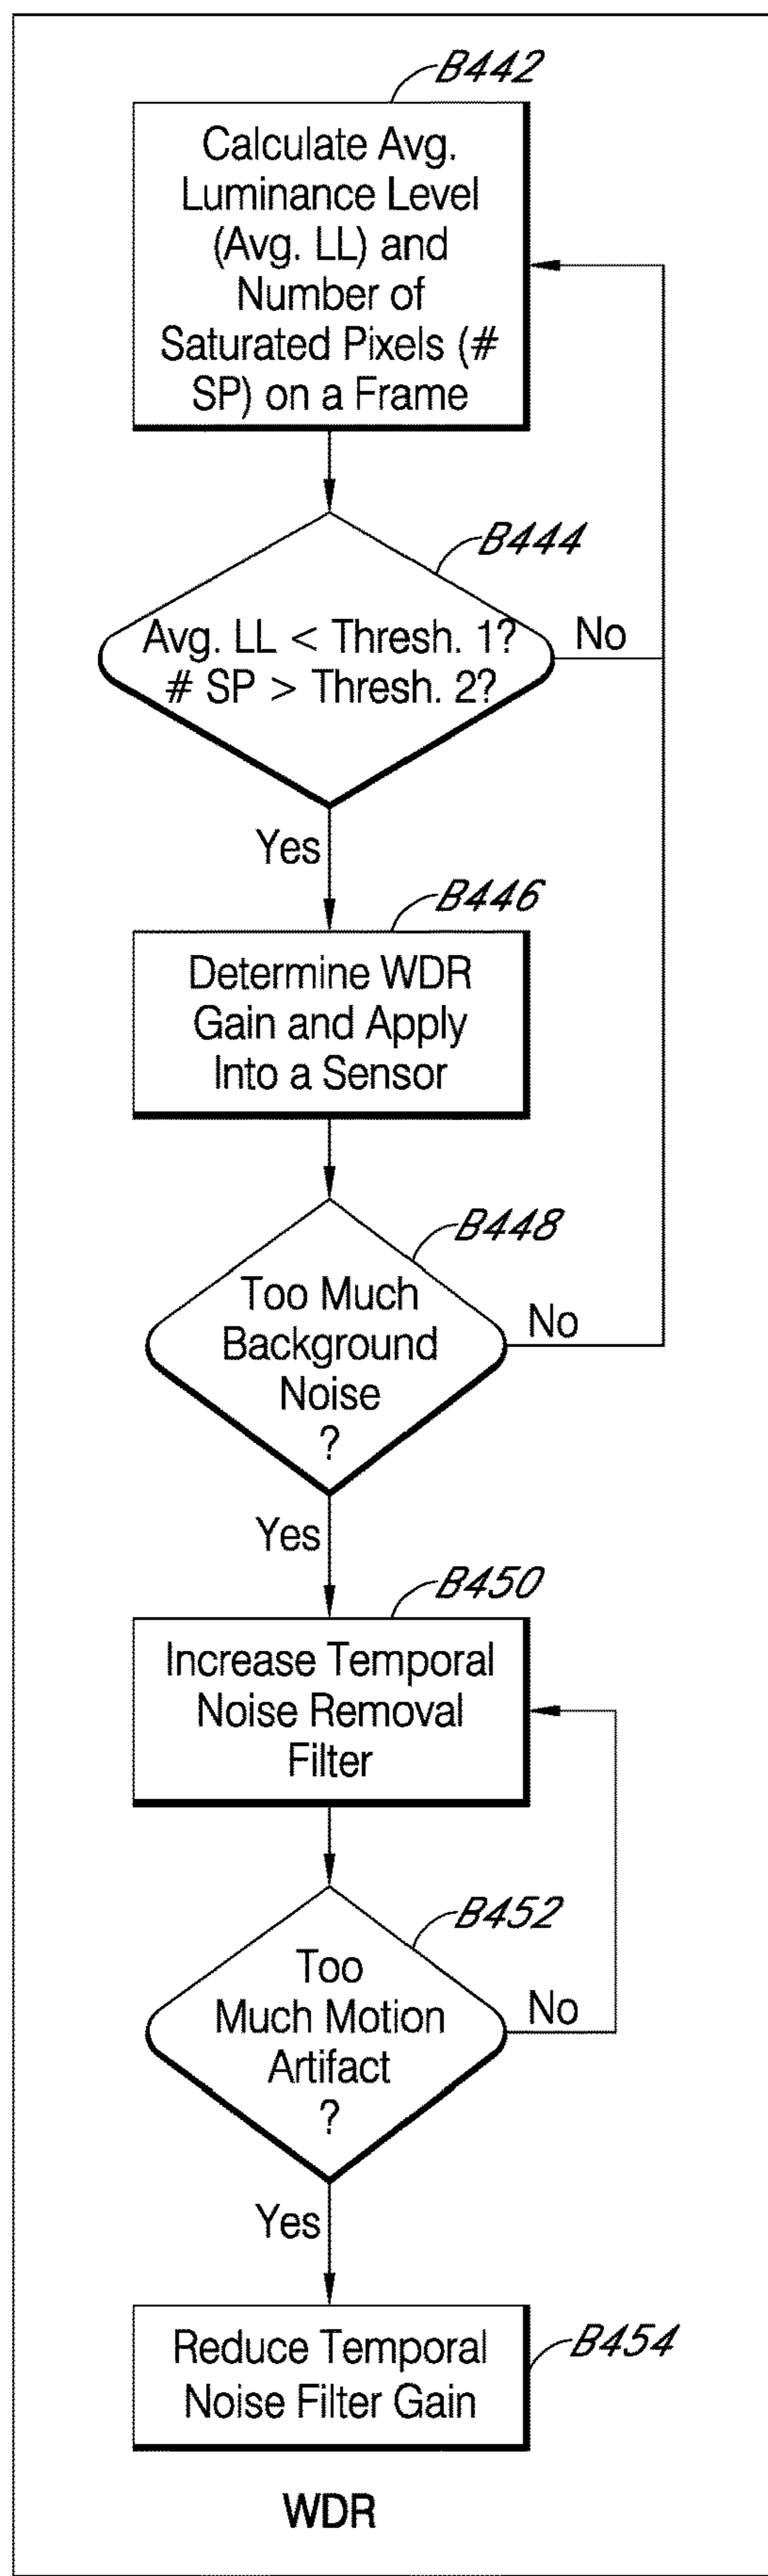 B442
Calculate Avg.
Luminance Level
(Avg. LL) and
Number of
Saturated Pixels (#
SP) on a Frame
B444
Avg. LL < Thresh. 1?
# SP > Thresh. 2?
No
Yes
B446
Determine WDR
Gain and Apply
Into a Sensor
B448
Too Much
Background
Noise
?
No
Yes
B450
Increase Temporal
Noise Removal
Filter
B452
Too
Much Motion
Artifact
?
No
Yes
B454
Reduce Temporal
Noise Filter Gain
WDR